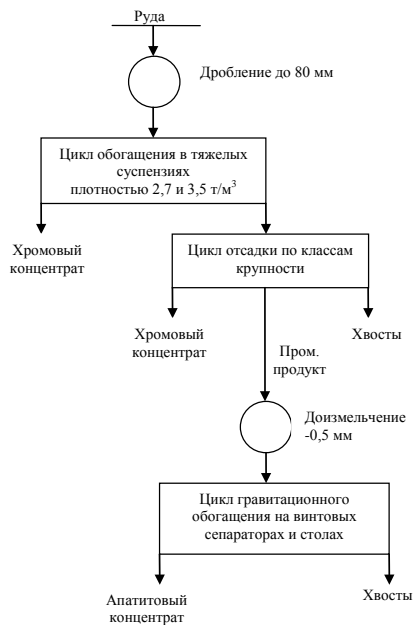 Руда
Дробление до 80 мм
Цикл обогащения в тяжелых
суспензиях
плотностью 2,7 и 3,5 т/м³
Хромовый
концентрат
Цикл отсадки по классам
крупности
Хромовый
концентрат
Пром.
продукт
Хвосты
Доизмельчение
-0,5 мм
Цикл гравитационного
обогащения на винтовых
сепараторах и столах
Апатитовый
концентрат
Хвосты